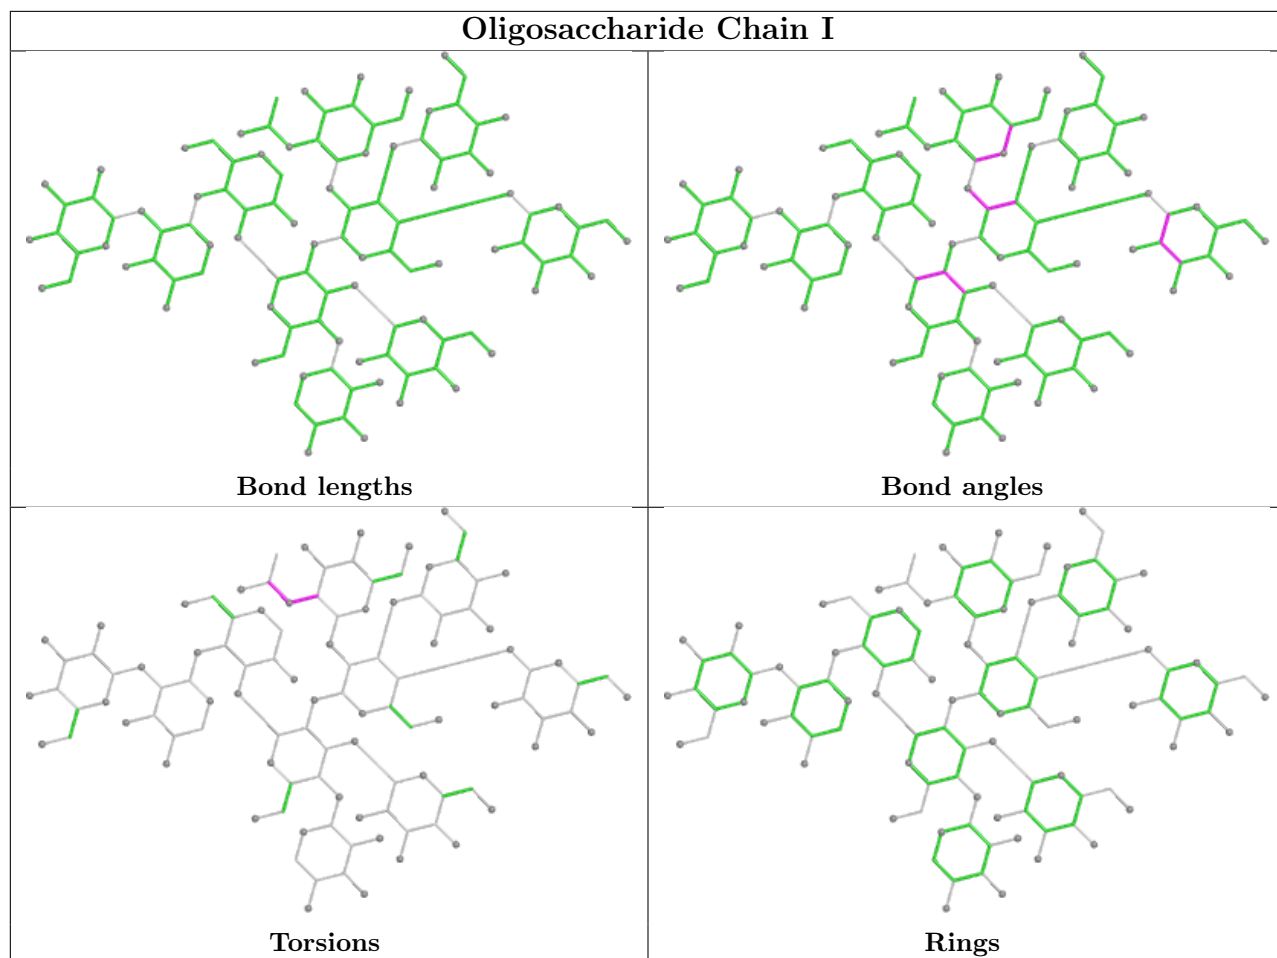 Oligosaccharide Chain I
Bond lengths
Bond angles
Torsions
Rings